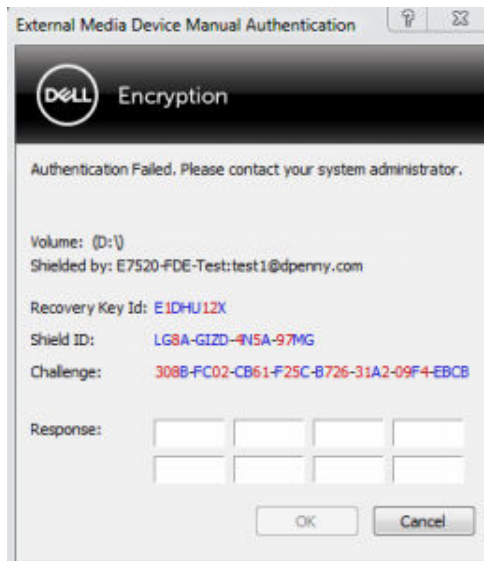 External Media Device Manual Authentication
DELL Encryption
Authentication Failed. Please contact your system administrator.
Volume: (D:\)
Shielded by: E7520-FDE-Test:test1@dpenny.com
Recovery Key Id: E1DHU12X
Shield ID: LG8A-GIZD-4N5A-97MG
Challenge: 308B-FC02-CB61-F25C-B726-31A2-09F4-EBCB
Response:
OK Cancel